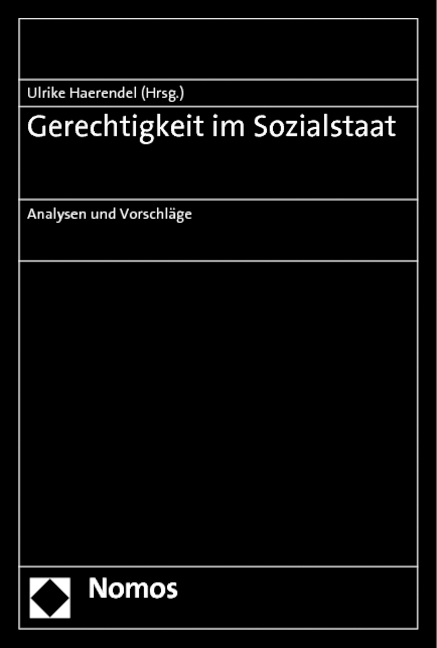 Ulrike Haerendel (Hrsg.)
Gerechtigkeit im Sozialstaat
Analysen und Vorschläge
Nomos